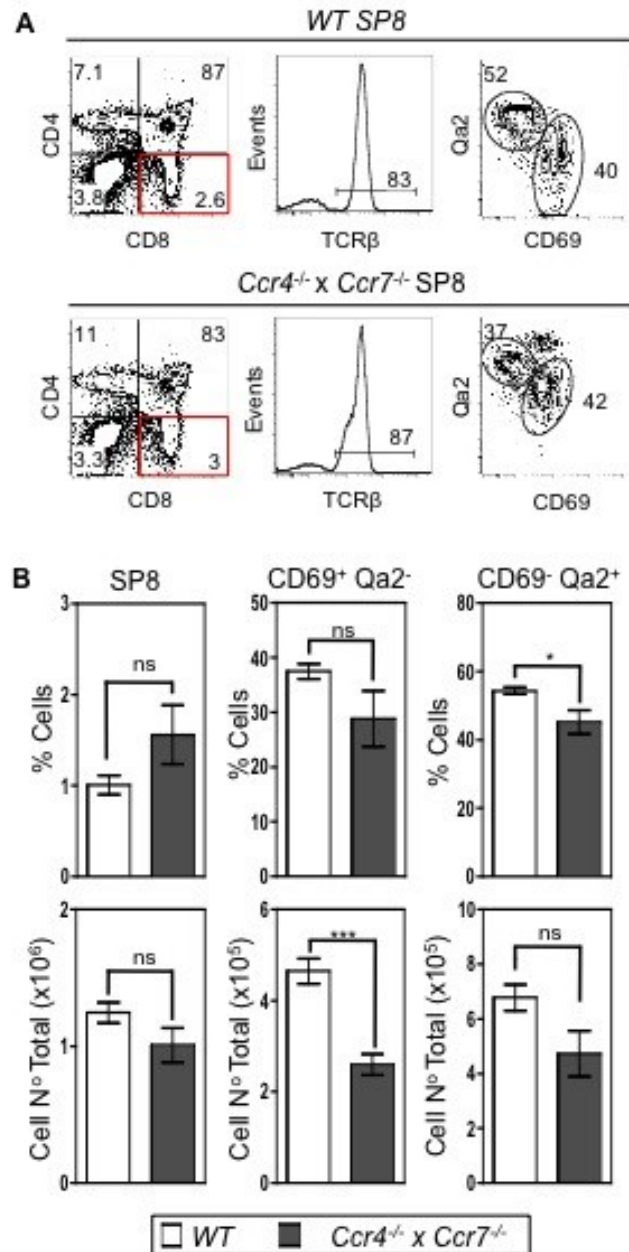 A
WT SP8
7.1 87
CD4
3.8 2.6
CD8
Events
83
TCRβ
52
Qa2
40
CD69
Ccr4-/- x Ccr7-/- SP8
11 83
CD4
3.3 3
CD8
Events
87
TCRβ
37
Qa2
42
CD69
B
SP8
3
2
1
0
% Cells
ns
CD69+ Qa2-
50
40
30
20
10
0
% Cells
ns
CD69- Qa2+
80
60
40
20
0
% Cells
*
2
1
0
Cell Nº Total (x10⁶)
ns
6
4
2
0
Cell Nº Total (x10⁵)
***
8
6
4
2
0
Cell Nº Total (x10⁵)
ns
WT Ccr4-/- x Ccr7-/-